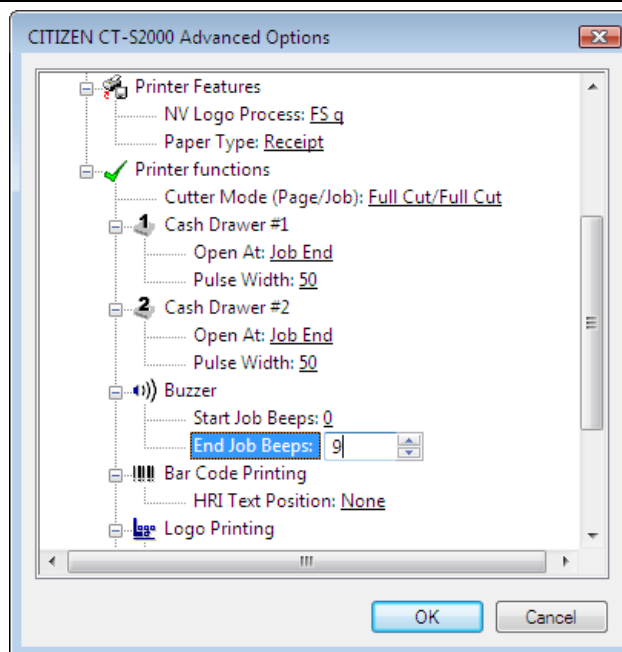 CITIZEN CT-S2000 Advanced Options
Printer Features
NV Logo Process: FS q
Paper Type: Receipt
Printer functions
Cutter Mode (Page/Job): Full Cut/Full Cut
1 Cash Drawer #1
Open At: Job End
Pulse Width: 50
2 Cash Drawer #2
Open At: Job End
Pulse Width: 50
Buzzer
Start Job Beeps: 0
End Job Beeps: 9
Bar Code Printing
HRI Text Position: None
Logo Printing
OK Cancel